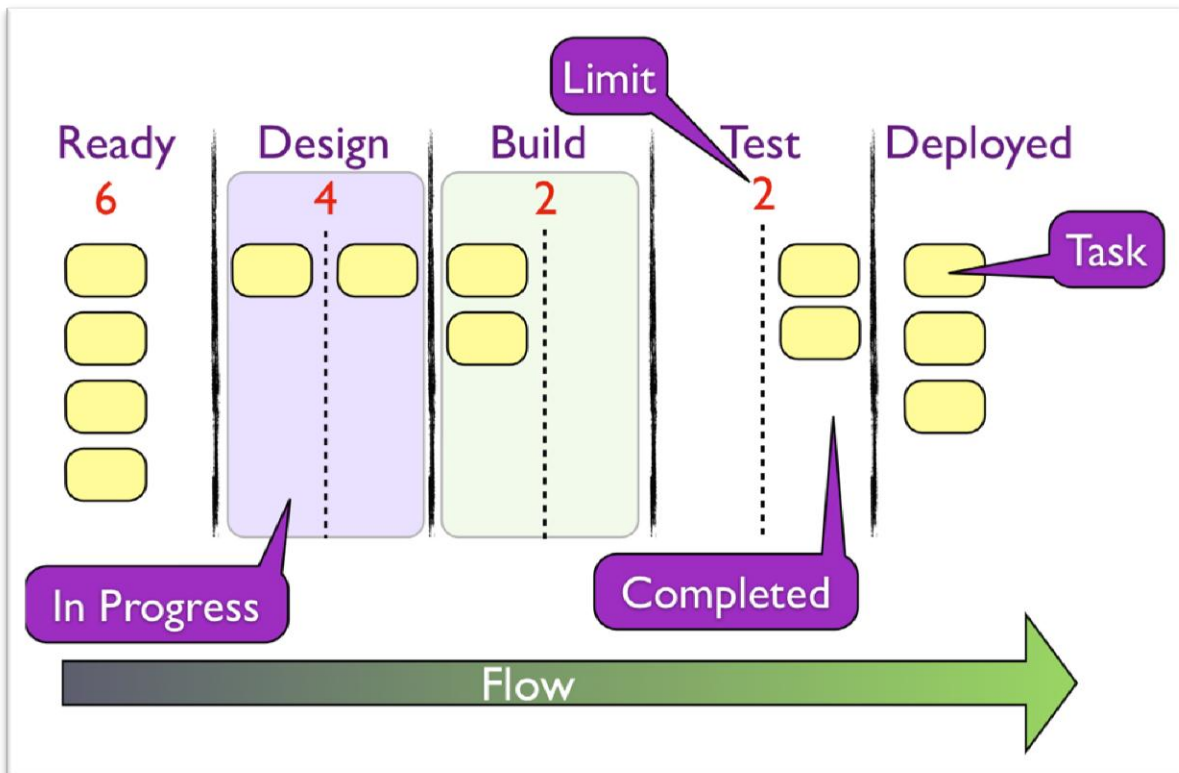 Limit
Ready Design Build Test Deployed
6 4 2 2
Task
In Progress
Completed
Flow